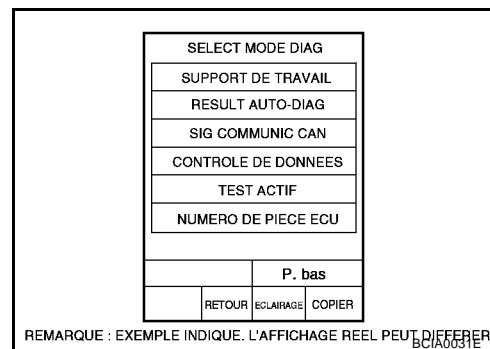 SELECT MODE DIAG
SUPPORT DE TRAVAIL
RESULT AUTO-DIAG
SIG COMMUNIC CAN
CONTROLE DE DONNEES
TEST ACTIF
NUMERO DE PIECE ECU
P. bas
RETOUR ECLAIRAGE COPIER
REMARQUE : EXEMPLE INDIQUE. L'AFFICHAGE REEL PEUT DIFFERER
BCIA0031E